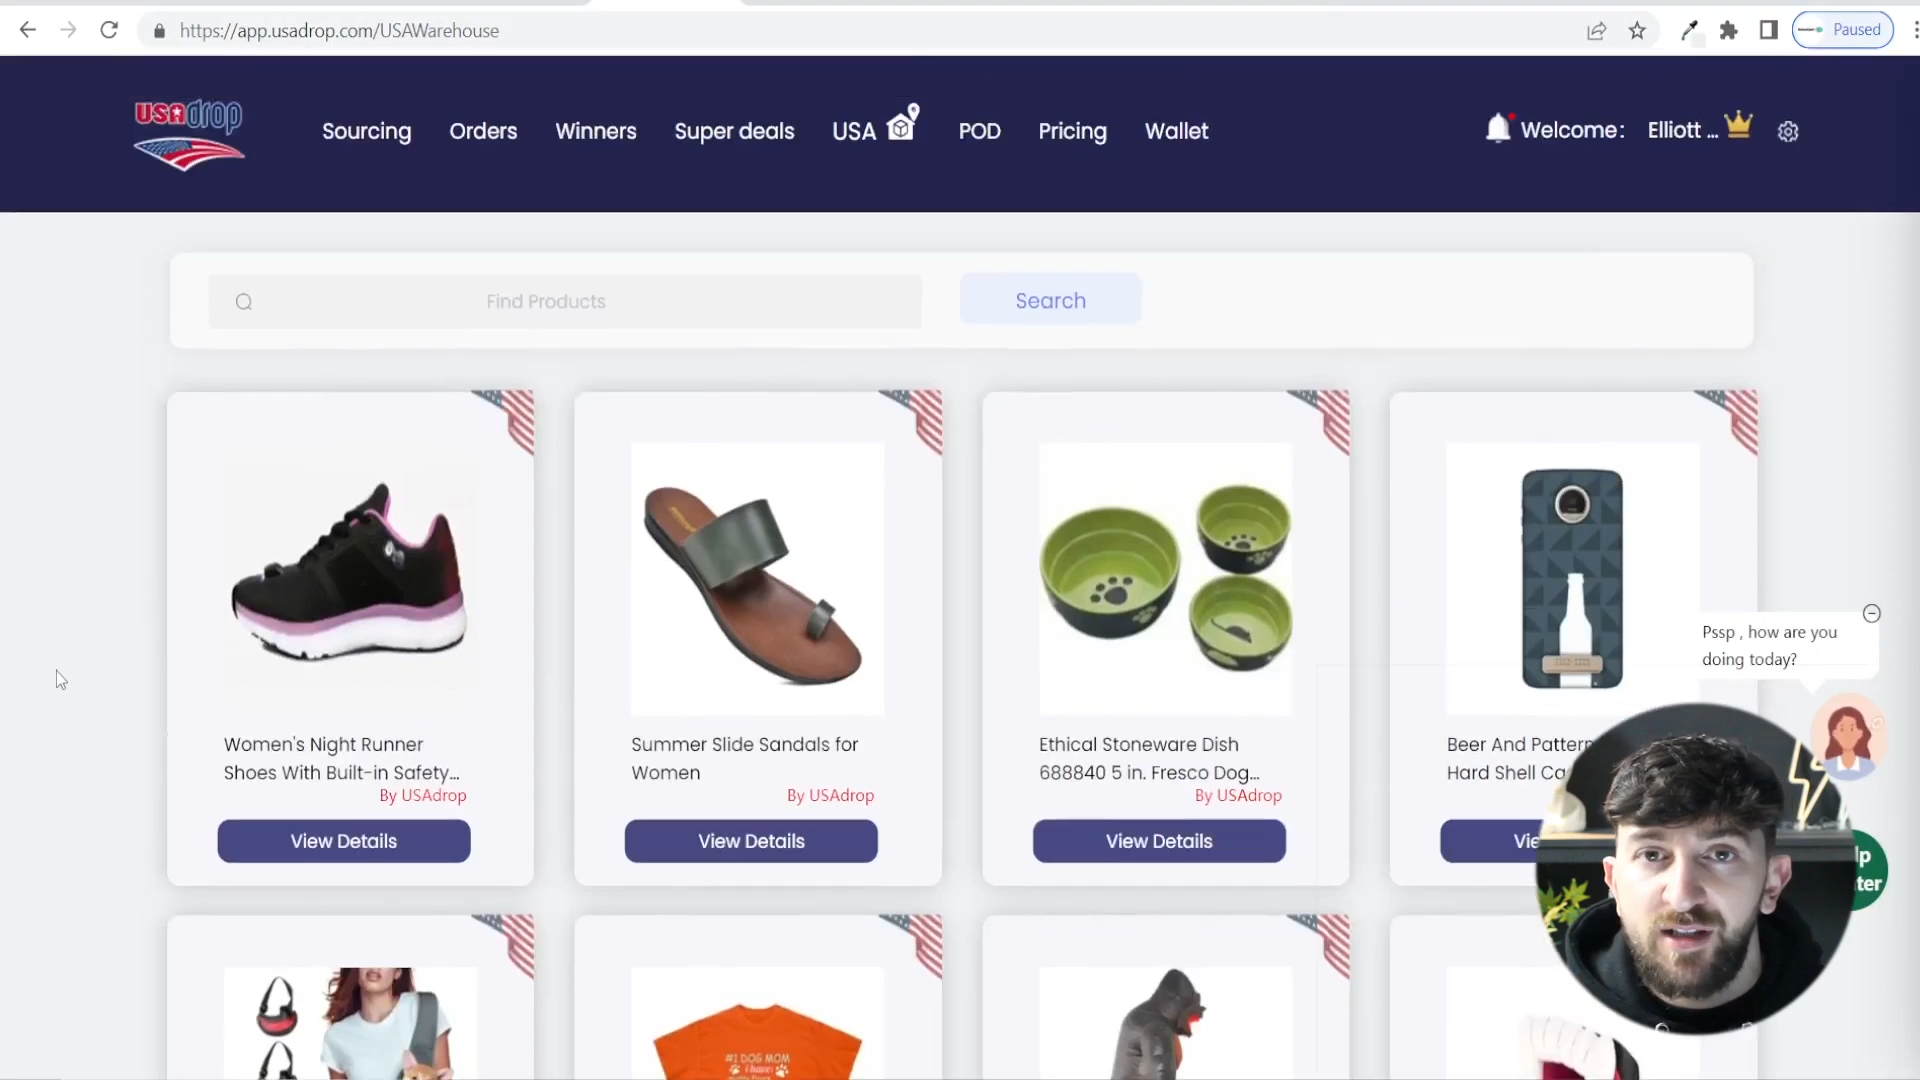 https://app.usadrop.com/USAWarehouse
Paused
USAdrop
Sourcing
Orders
Winners
Super deals
USA
POD
Pricing
Wallet
Welcome:
Elliott ...
Find Products
Search
Women's Night Runner
Shoes With Built-in Safety...
By USAdrop
View Details
Summer Slide Sandals for
Women
By USAdrop
View Details
Ethical Stoneware Dish
688840 5 in. Fresco Dog...
By USAdrop
View Details
Beer And Pattern
Hard Shell Ca
Vie
Pssp , how are you
doing today?
lp
ter
#1 DOG MOM